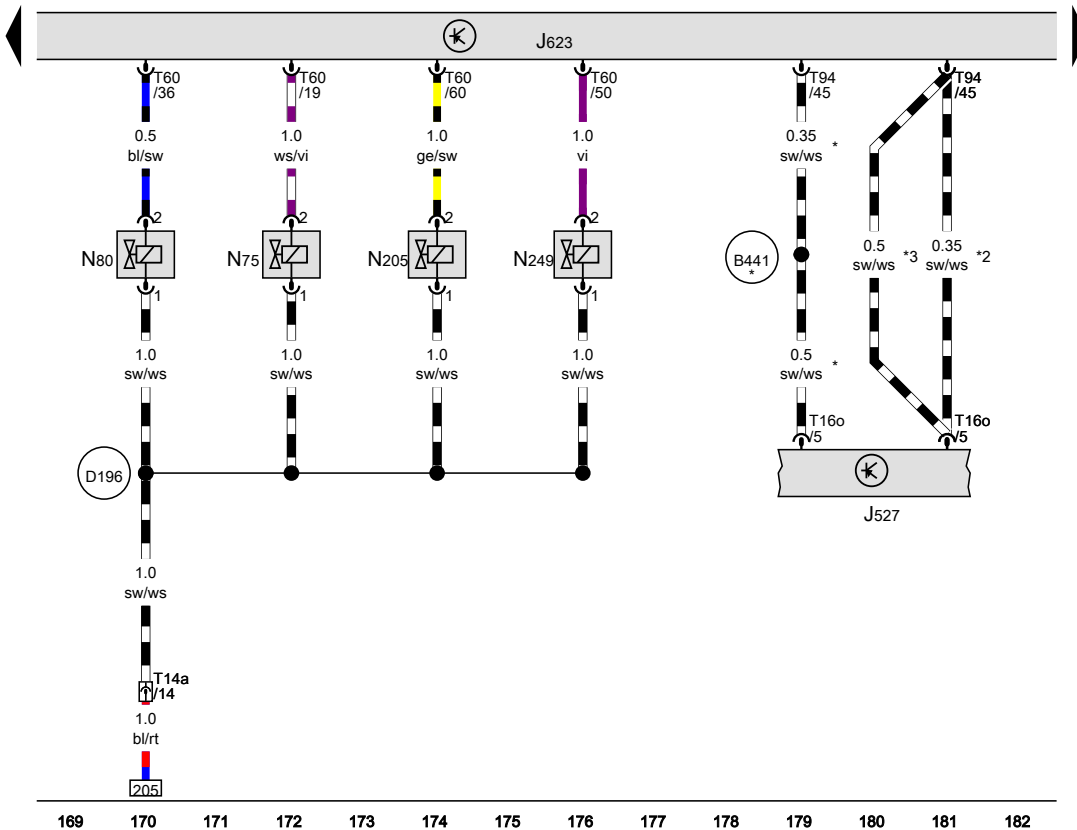 J623
T60 T60 T60 T60 T94 T94
/36 /19 /60 /50 /45 /45
0.5 1.0 1.0 1.0 0.35
bl/sw ws/vi ge/sw vi sw/ws *
2 2 2 2
N80 N75 N205 N249 B441
*
0.5 0.35
sw/ws *3 sw/ws *2
1 1 1 1
1.0 1.0 1.0 1.0 0.5
sw/ws sw/ws sw/ws sw/ws sw/ws *
T16o T16o
/5 /5
D196
J527
1.0
sw/ws
T14a
/14
1.0
bl/rt
205
169 170 171 172 173 174 175 176 177 178 179 180 181 182